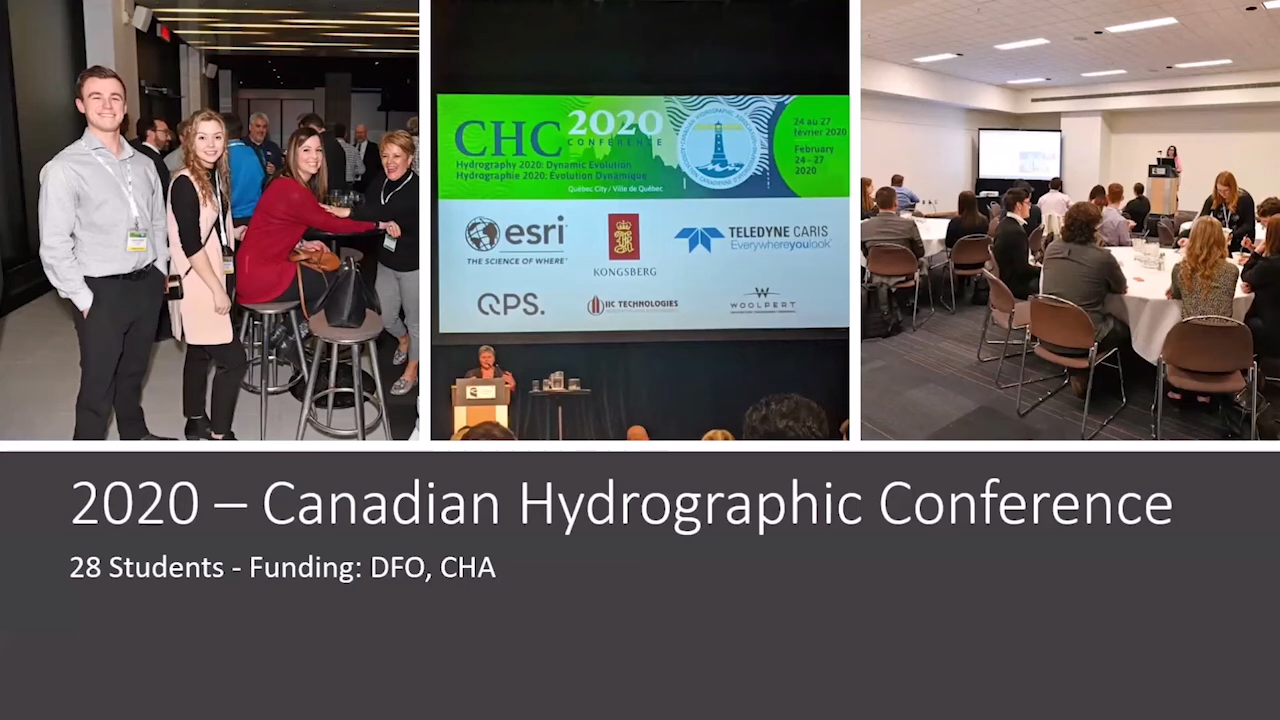 CHC 2020
CONFERENCE
Hydrography 2020: Dynamic Evolution
Hydrographie 2020: Évolution Dynamique
Québec City / Ville de Québec
24 au 27
février 2020
February
24 - 27
2020
esri
THE SCIENCE OF WHERE
KONGSBERG
TELEDYNE CARIS
Everywhereyoulook
QPS.
IIC TECHNOLOGIES
WOOLPERT
2020 – Canadian Hydrographic Conference
28 Students - Funding: DFO, CHA